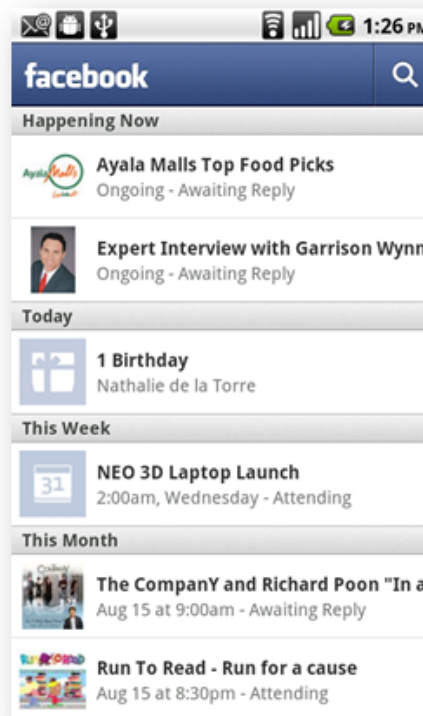 1:26 PM
facebook
Happening Now
Ayala Malls
Ayala Malls Top Food Picks
Ongoing - Awaiting Reply
Expert Interview with Garrison Wynn
Ongoing - Awaiting Reply
Today
1 Birthday
Nathalie de la Torre
This Week
31
NEO 3D Laptop Launch
2:00am, Wednesday - Attending
This Month
The CompanY and Richard Poon "In a
Aug 15 at 9:00am - Awaiting Reply
Run To Read - Run for a cause
Aug 15 at 8:30pm - Attending